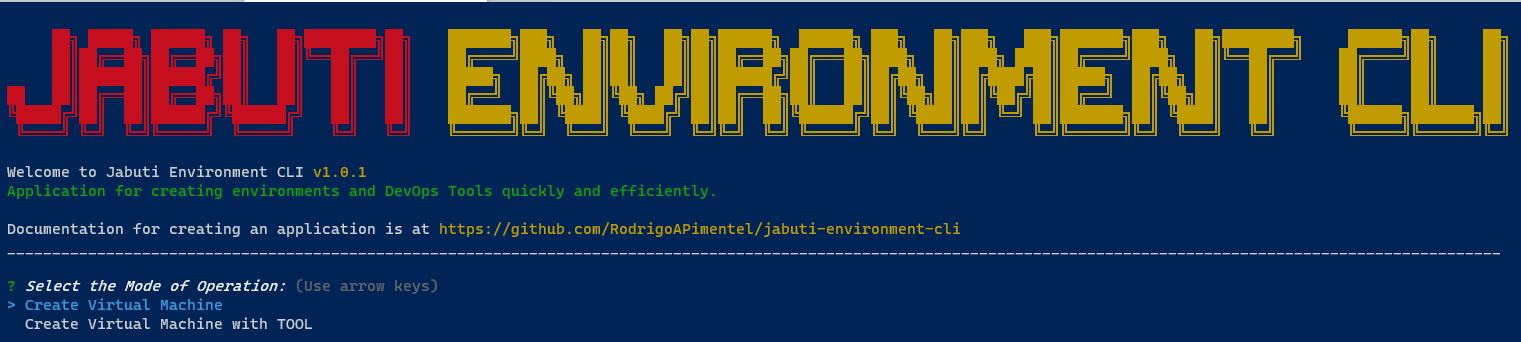 JABUTI ENVIRONMENT CLI
Welcome to Jabuti Environment CLI v1.0.1
Application for creating environments and DevOps Tools quickly and efficiently.
Documentation for creating an application is at https://github.com/RodrigoAPimentel/jabuti-environment-cli
? Select the Mode of Operation: (Use arrow keys)
> Create Virtual Machine
Create Virtual Machine with TOOL